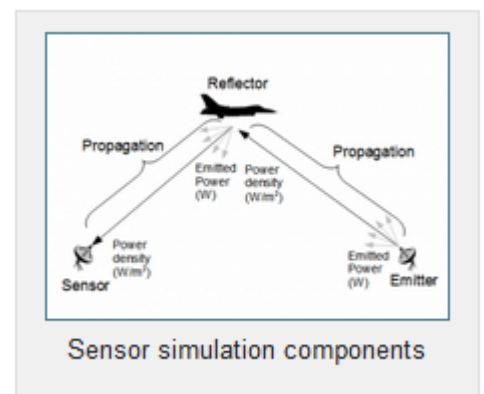 Reflector
Propagation
Propagation
Emitted
Power
(W)
Power
density
(W/m²)
Power
density
(W/m²)
Sensor
Emitted
Power
(W)
Emitter
Sensor simulation components